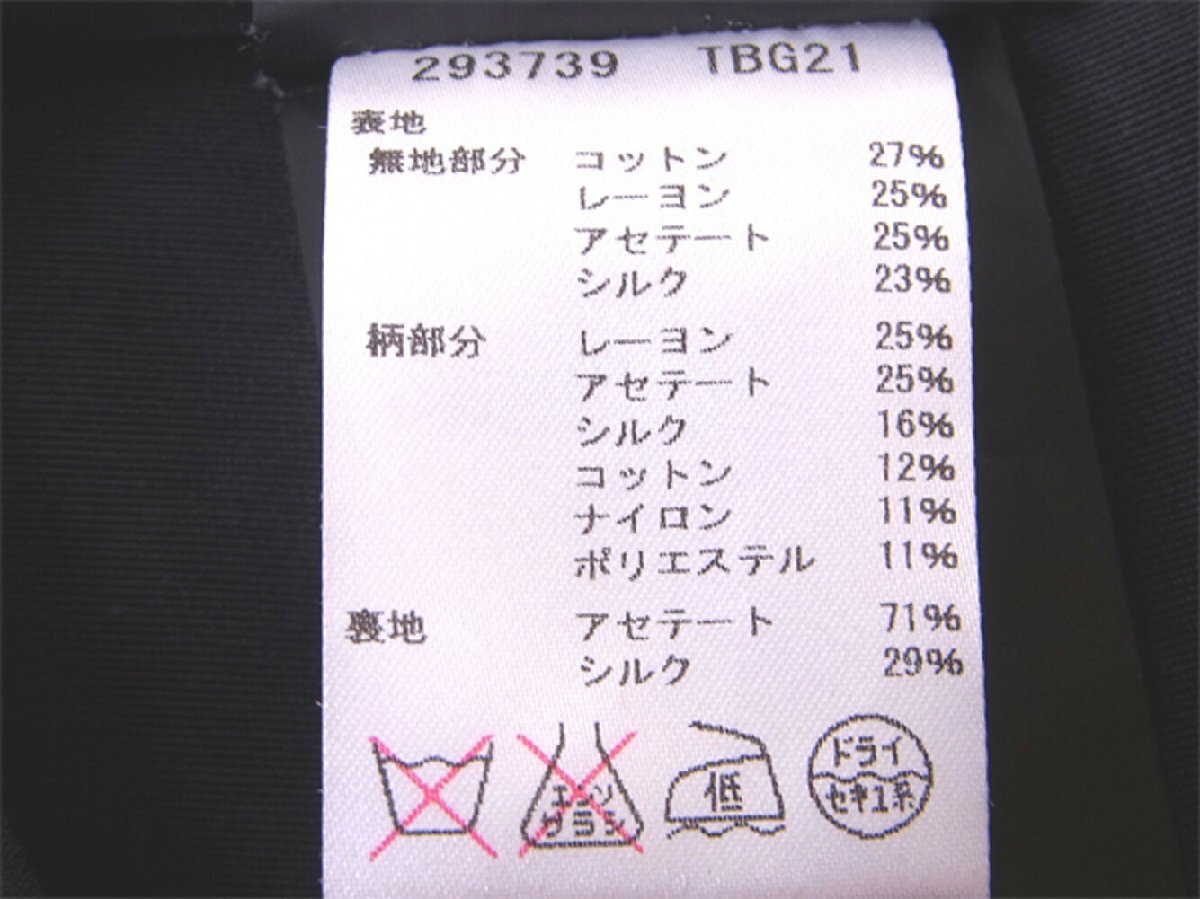 293739 TBG21
表地
無地部分 コットン 27%
レーヨン 25%
アセテート 25%
シルク 23%
柄部分 レーヨン 25%
アセテート 25%
シルク 16%
コットン 12%
ナイロン 11%
ポリエステル 11%
裏地 アセテート 71%
シルク 29%
エンソ
サラシ
低
ドライ
セキユ系